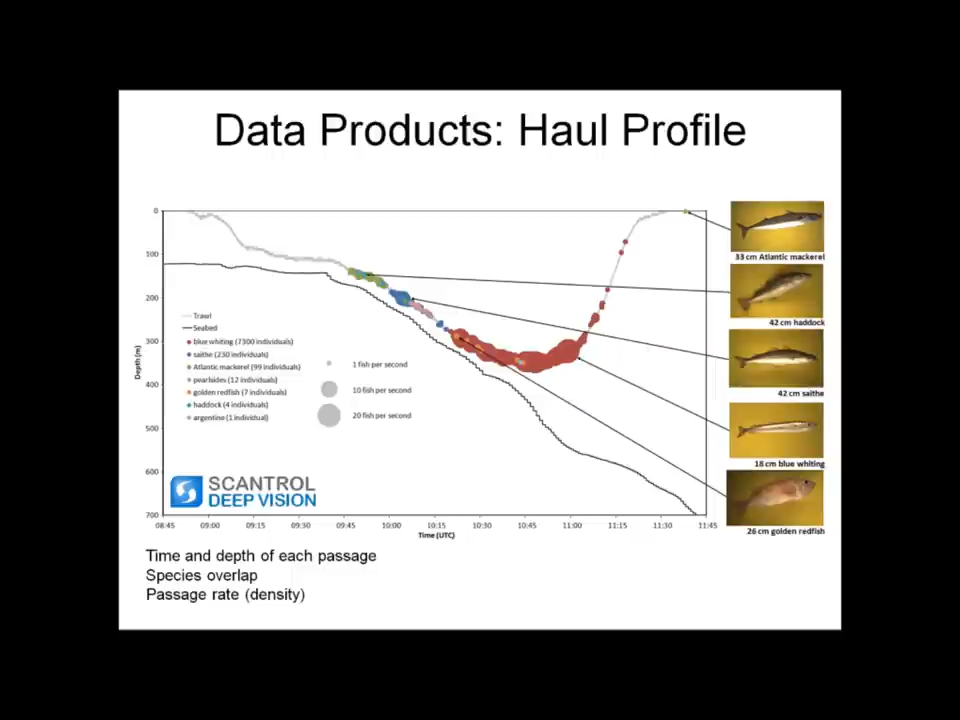 Data Products: Haul Profile
0
100
200
300
400
500
600
700
Depth (m)
Trawl
Seabed
blue whiting (7300 individuals)
saithe (230 individuals)
Atlantic mackerel (99 individuals)
pearlsides (12 individuals)
golden redfish (7 individuals)
haddock (4 individuals)
argentine (1 individual)
1 fish per second
10 fish per second
20 fish per second
SCANTROL
DEEP VISION
08:45 09:00 09:15 09:30 09:45 10:00 10:15 10:30 10:45 11:00 11:15 11:30 11:45
Time (UTC)
33 cm Atlantic mackerel
42 cm haddock
42 cm saithe
18 cm blue whiting
26 cm golden redfish
Time and depth of each passage
Species overlap
Passage rate (density)